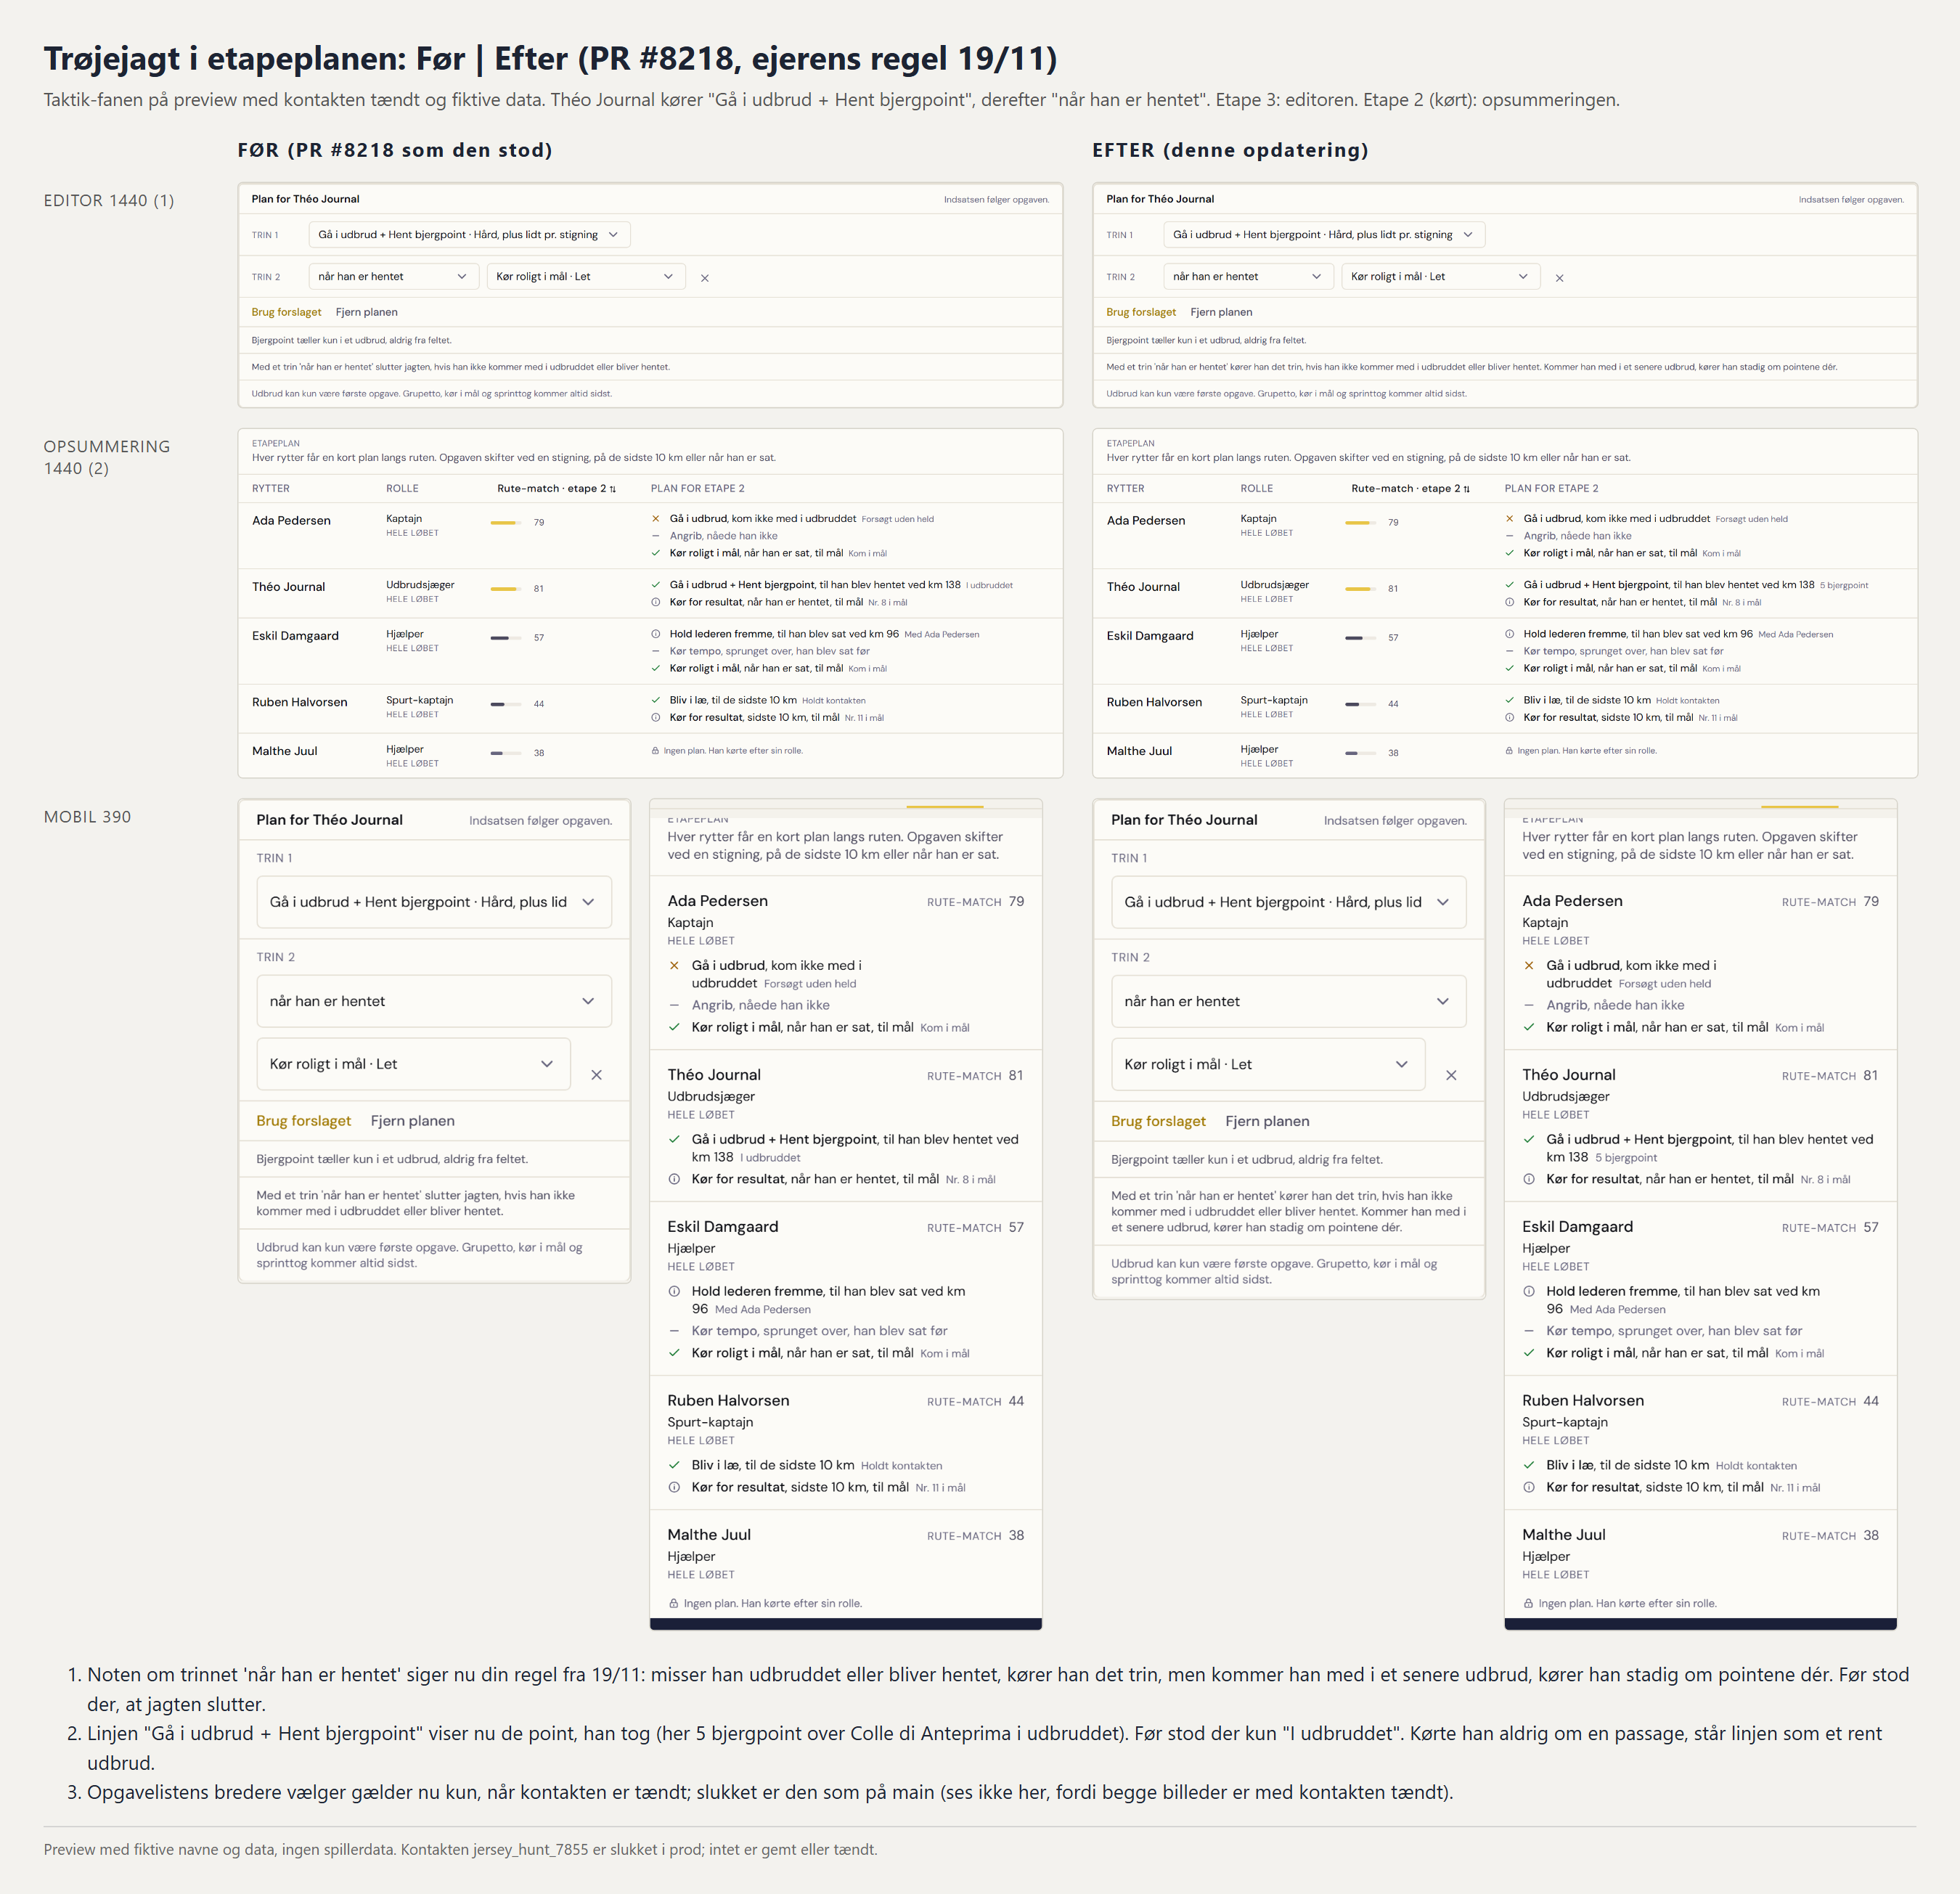 Trøjejagt i etapeplanen: Før | Efter (PR #8218, ejerens regel 19/11)
Taktik-fanen på preview med kontakten tændt og fiktive data. Théo Journal kører "Gå i udbrud + Hent bjergpoint", derefter "når han er hentet". Etape 3: editoren. Etape 2 (kørt): opsummeringen.
FØR (PR #8218 som den stod)
EFTER (denne opdatering)
EDITOR 1440 (1)
Plan for Théo Journal
Indsatsen følger opgaven.
TRIN 1
Gå i udbrud + Hent bjergpoint · Hård, plus lidt pr. stigning
TRIN 2
når han er hentet
Kør roligt i mål · Let
Brug forslaget
Fjern planen
Bjergpoint tæller kun i et udbrud, aldrig fra feltet.
Med et trin 'når han er hentet' slutter jagten, hvis han ikke kommer med i udbruddet eller bliver hentet.
Udbrud kan kun være første opgave. Grupetto, kør i mål og sprinttog kommer altid sidst.
Plan for Théo Journal
Indsatsen følger opgaven.
TRIN 1
Gå i udbrud + Hent bjergpoint · Hård, plus lidt pr. stigning
TRIN 2
når han er hentet
Kør roligt i mål · Let
Brug forslaget
Fjern planen
Bjergpoint tæller kun i et udbrud, aldrig fra feltet.
Med et trin 'når han er hentet' kører han det trin, hvis han ikke kommer med i udbruddet eller bliver hentet. Kommer han med i et senere udbrud, kører han stadig om pointene dér.
Udbrud kan kun være første opgave. Grupetto, kør i mål og sprinttog kommer altid sidst.
OPSUMMERING
1440 (2)
ETAPEPLAN
Hver rytter får en kort plan langs ruten. Opgaven skifter ved en stigning, på de sidste 10 km eller når han er sat.
RYTTER ROLLE Rute-match · etape 2 PLAN FOR ETAPE 2
Ada Pedersen
Kaptajn
HELE LØBET
79
Gå i udbrud, kom ikke med i udbruddet Forsøgt uden held
Angrib, nåede han ikke
Kør roligt i mål, når han er sat, til mål Kom i mål
Théo Journal
Udbrudsjæger
HELE LØBET
81
Gå i udbrud + Hent bjergpoint, til han blev hentet ved km 138 I udbruddet
Kør for resultat, når han er hentet, til mål Nr. 8 i mål
Eskil Damgaard
Hjælper
HELE LØBET
57
Hold lederen fremme, til han blev sat ved km 96 Med Ada Pedersen
Kør tempo, sprunget over, han blev sat før
Kør roligt i mål, når han er sat, til mål Kom i mål
Ruben Halvorsen
Spurt-kaptajn
HELE LØBET
44
Bliv i læ, til de sidste 10 km Holdt kontakten
Kør for resultat, sidste 10 km, til mål Nr. 11 i mål
Malthe Juul
Hjælper
HELE LØBET
38
Ingen plan. Han kørte efter sin rolle.
ETAPEPLAN
Hver rytter får en kort plan langs ruten. Opgaven skifter ved en stigning, på de sidste 10 km eller når han er sat.
RYTTER ROLLE Rute-match · etape 2 PLAN FOR ETAPE 2
Ada Pedersen
Kaptajn
HELE LØBET
79
Gå i udbrud, kom ikke med i udbruddet Forsøgt uden held
Angrib, nåede han ikke
Kør roligt i mål, når han er sat, til mål Kom i mål
Théo Journal
Udbrudsjæger
HELE LØBET
81
Gå i udbrud + Hent bjergpoint, til han blev hentet ved km 138 5 bjergpoint
Kør for resultat, når han er hentet, til mål Nr. 8 i mål
Eskil Damgaard
Hjælper
HELE LØBET
57
Hold lederen fremme, til han blev sat ved km 96 Med Ada Pedersen
Kør tempo, sprunget over, han blev sat før
Kør roligt i mål, når han er sat, til mål Kom i mål
Ruben Halvorsen
Spurt-kaptajn
HELE LØBET
44
Bliv i læ, til de sidste 10 km Holdt kontakten
Kør for resultat, sidste 10 km, til mål Nr. 11 i mål
Malthe Juul
Hjælper
HELE LØBET
38
Ingen plan. Han kørte efter sin rolle.
MOBIL 390
Plan for Théo Journal
Indsatsen følger opgaven.
TRIN 1
Gå i udbrud + Hent bjergpoint · Hård, plus lid
TRIN 2
når han er hentet
Kør roligt i mål · Let
Brug forslaget
Fjern planen
Bjergpoint tæller kun i et udbrud, aldrig fra feltet.
Med et trin 'når han er hentet' slutter jagten, hvis han ikke
kommer med i udbruddet eller bliver hentet.
Udbrud kan kun være første opgave. Grupetto, kør i mål og
sprinttog kommer altid sidst.
ETAPEPLAN
Hver rytter får en kort plan langs ruten. Opgaven skifter
ved en stigning, på de sidste 10 km eller når han er sat.
Ada Pedersen
RUTE-MATCH 79
Kaptajn
HELE LØBET
Gå i udbrud, kom ikke med i
udbruddet Forsøgt uden held
Angrib, nåede han ikke
Kør roligt i mål, når han er sat, til mål Kom i mål
Théo Journal
RUTE-MATCH 81
Udbrudsjæger
HELE LØBET
Gå i udbrud + Hent bjergpoint, til han blev hentet ved
km 138 I udbruddet
Kør for resultat, når han er hentet, til mål Nr. 8 i mål
Eskil Damgaard
RUTE-MATCH 57
Hjælper
HELE LØBET
Hold lederen fremme, til han blev sat ved km
96 Med Ada Pedersen
Kør tempo, sprunget over, han blev sat før
Kør roligt i mål, når han er sat, til mål Kom i mål
Ruben Halvorsen
RUTE-MATCH 44
Spurt-kaptajn
HELE LØBET
Bliv i læ, til de sidste 10 km Holdt kontakten
Kør for resultat, sidste 10 km, til mål Nr. 11 i mål
Malthe Juul
RUTE-MATCH 38
Hjælper
HELE LØBET
Ingen plan. Han kørte efter sin rolle.
Plan for Théo Journal
Indsatsen følger opgaven.
TRIN 1
Gå i udbrud + Hent bjergpoint · Hård, plus lid
TRIN 2
når han er hentet
Kør roligt i mål · Let
Brug forslaget
Fjern planen
Bjergpoint tæller kun i et udbrud, aldrig fra feltet.
Med et trin 'når han er hentet' kører han det trin, hvis han ikke
kommer med i udbruddet eller bliver hentet. Kommer han med i
et senere udbrud, kører han stadig om pointene dér.
Udbrud kan kun være første opgave. Grupetto, kør i mål og
sprinttog kommer altid sidst.
ETAPEPLAN
Hver rytter får en kort plan langs ruten. Opgaven skifter
ved en stigning, på de sidste 10 km eller når han er sat.
Ada Pedersen
RUTE-MATCH 79
Kaptajn
HELE LØBET
Gå i udbrud, kom ikke med i
udbruddet Forsøgt uden held
Angrib, nåede han ikke
Kør roligt i mål, når han er sat, til mål Kom i mål
Théo Journal
RUTE-MATCH 81
Udbrudsjæger
HELE LØBET
Gå i udbrud + Hent bjergpoint, til han blev hentet ved
km 138 5 bjergpoint
Kør for resultat, når han er hentet, til mål Nr. 8 i mål
Eskil Damgaard
RUTE-MATCH 57
Hjælper
HELE LØBET
Hold lederen fremme, til han blev sat ved km
96 Med Ada Pedersen
Kør tempo, sprunget over, han blev sat før
Kør roligt i mål, når han er sat, til mål Kom i mål
Ruben Halvorsen
RUTE-MATCH 44
Spurt-kaptajn
HELE LØBET
Bliv i læ, til de sidste 10 km Holdt kontakten
Kør for resultat, sidste 10 km, til mål Nr. 11 i mål
Malthe Juul
RUTE-MATCH 38
Hjælper
HELE LØBET
Ingen plan. Han kørte efter sin rolle.
1. Noten om trinnet 'når han er hentet' siger nu din regel fra 19/11: misser han udbruddet eller bliver hentet, kører han det trin, men kommer han med i et senere udbrud, kører han stadig om pointene dér. Før stod
der, at jagten slutter.
2. Linjen "Gå i udbrud + Hent bjergpoint" viser nu de point, han tog (her 5 bjergpoint over Colle di Anteprima i udbruddet). Før stod der kun "I udbruddet". Kørte han aldrig om en passage, står linjen som et rent
udbrud.
3. Opgavelistens bredere vælger gælder nu kun, når kontakten er tændt; slukket er den som på main (ses ikke her, fordi begge billeder er med kontakten tændt).
Preview med fiktive navne og data, ingen spillerdata. Kontakten jersey_hunt_7855 er slukket i prod; intet er gemt eller tændt.